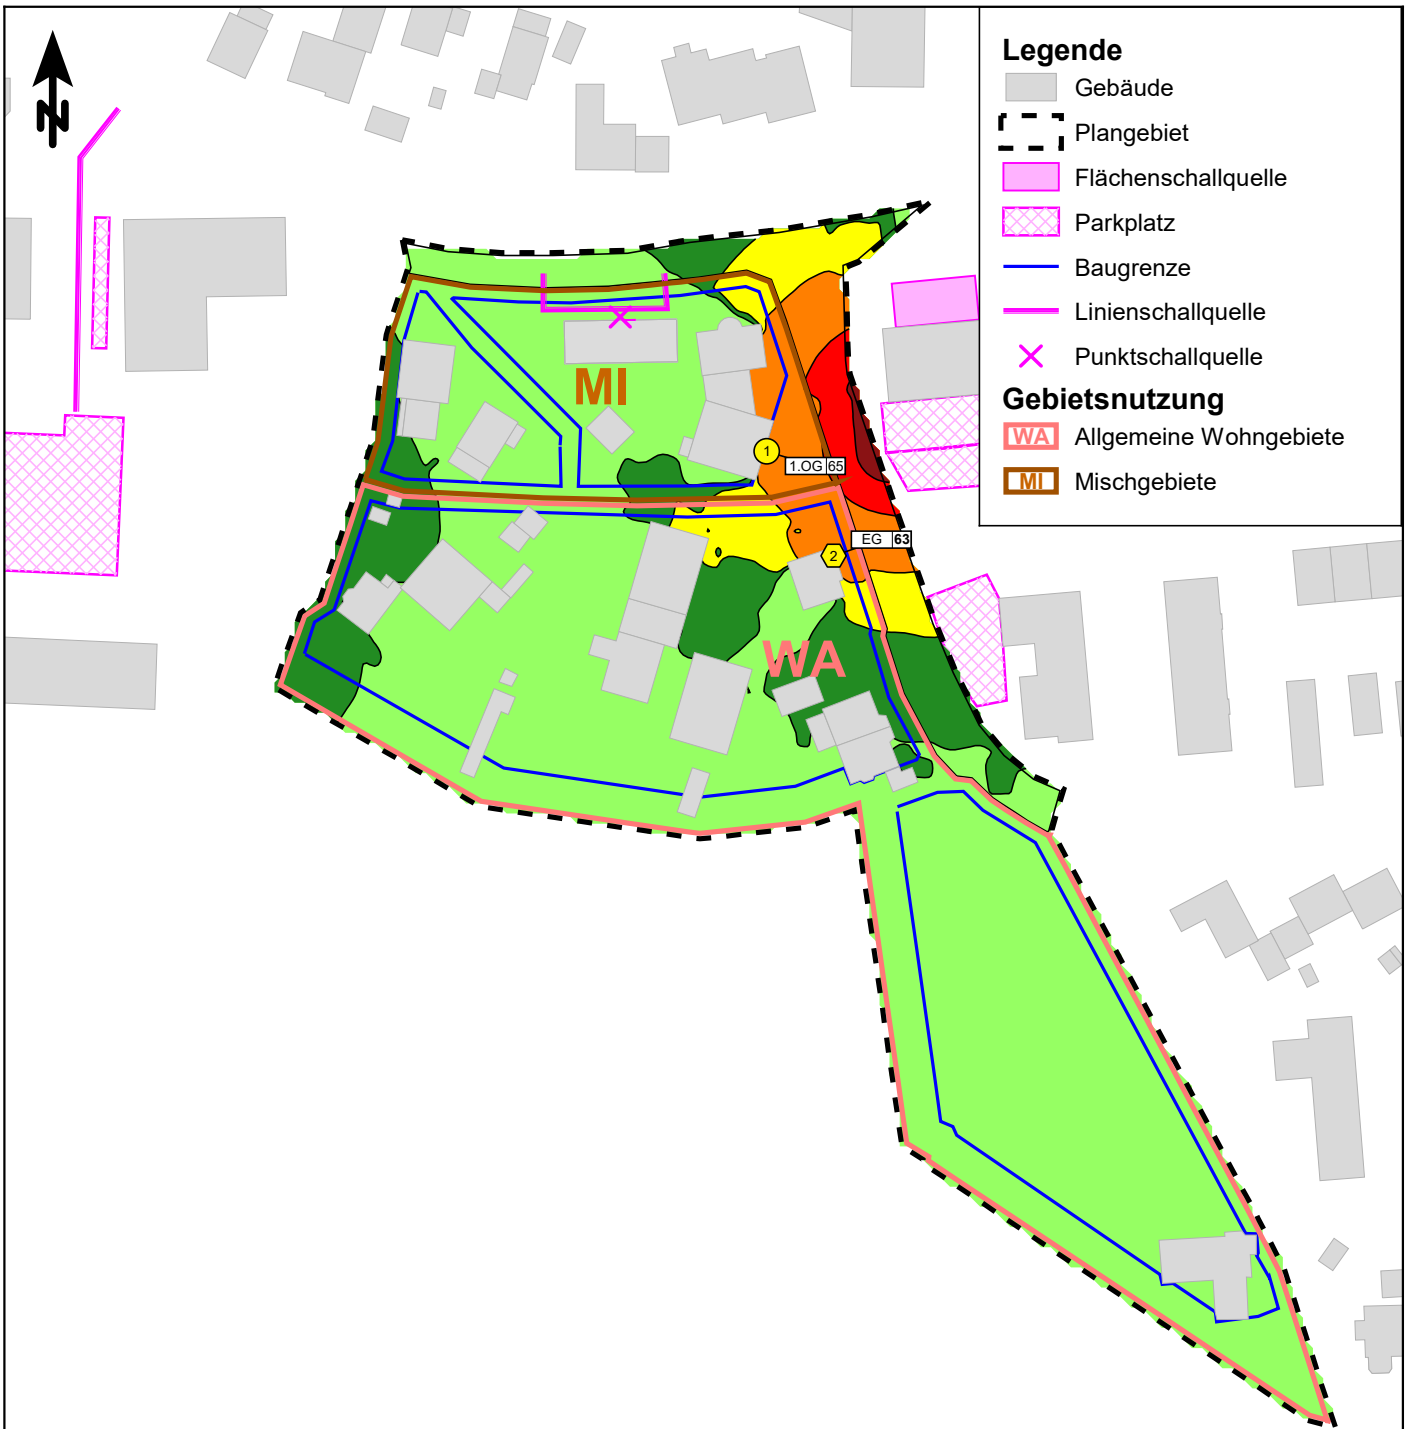 N
Legende
Gebäude
Plangebiet
Flächenschallquelle
Parkplatz
Baugrenze
Linienschallquelle
Punktschallquelle
Gebietsnutzung
WA Allgemeine Wohngebiete
MI Mischgebiete
MI
1
1.OG 65
EG 63
2
WA